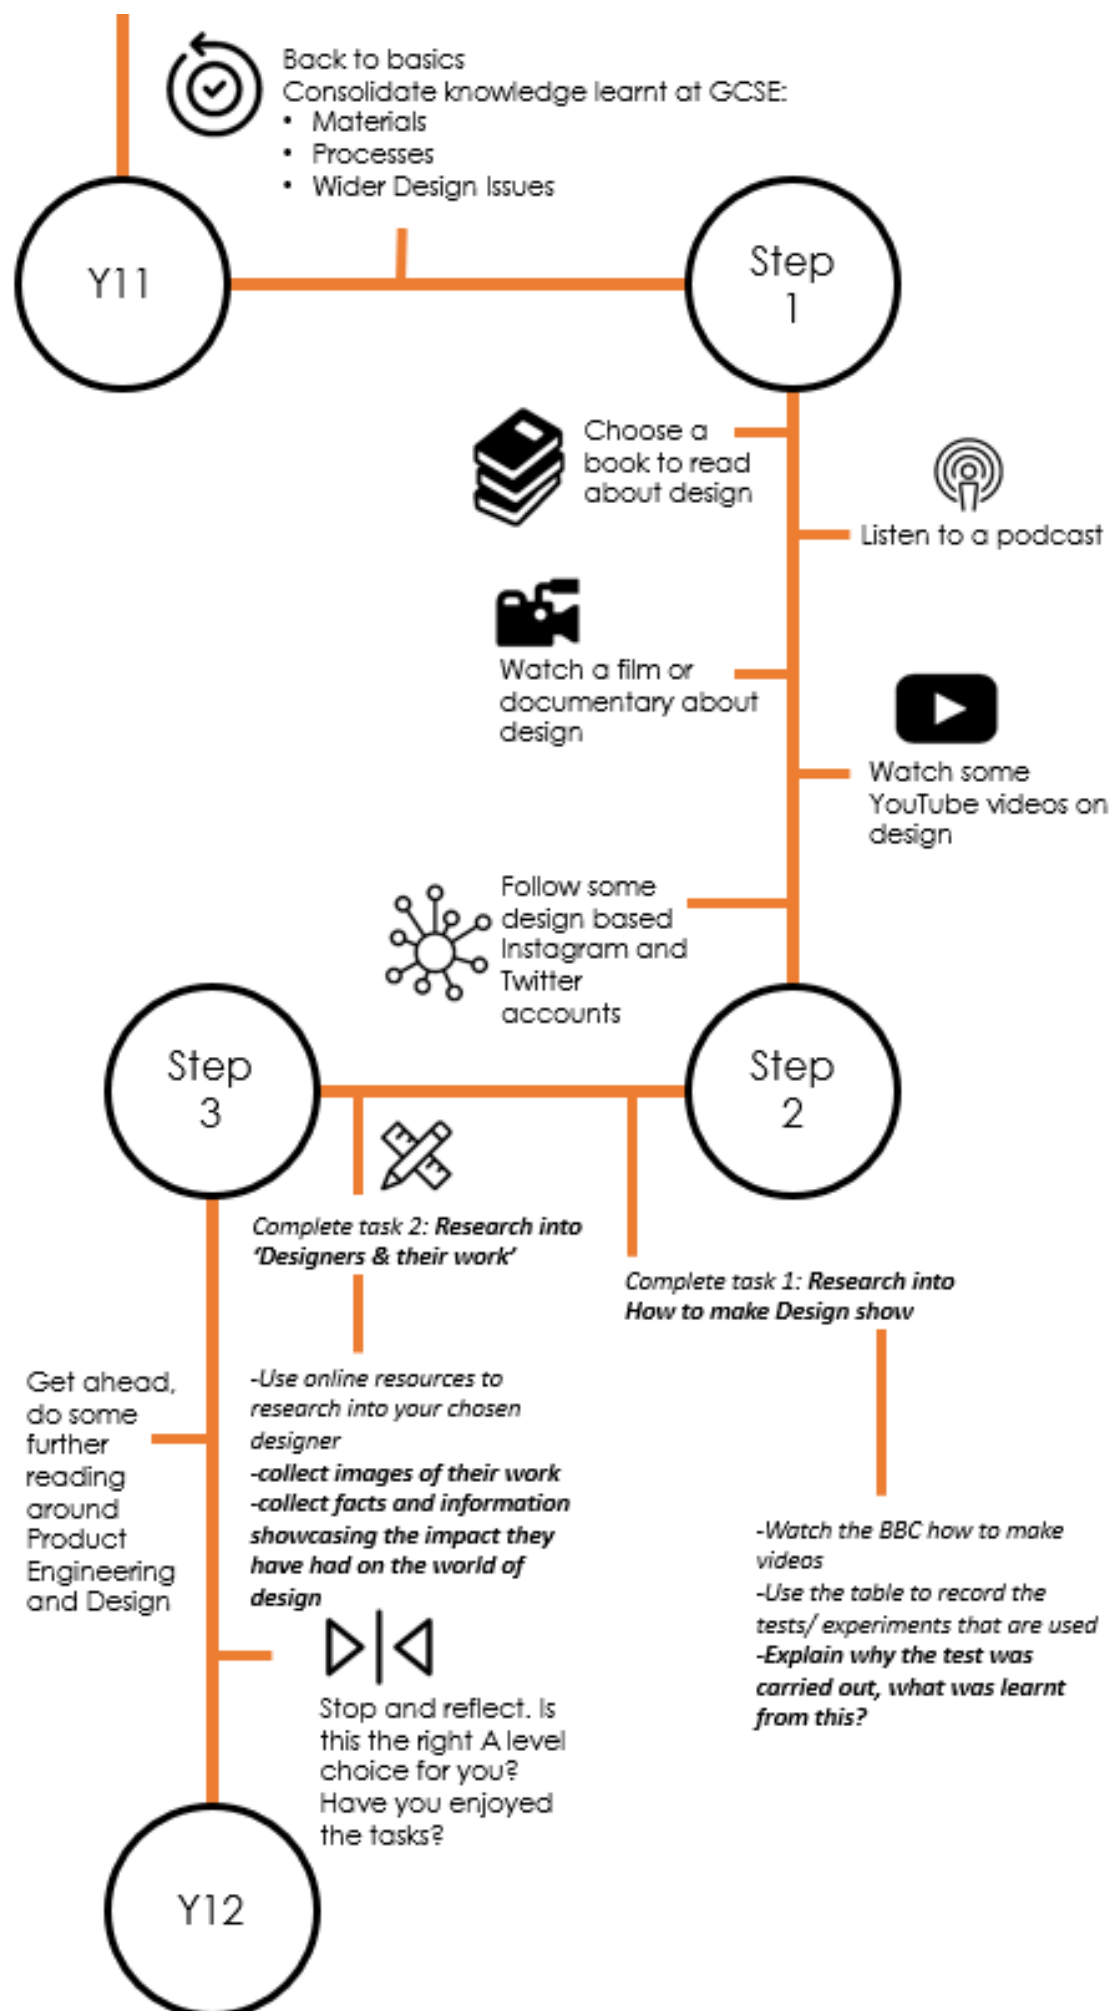 Back to basics
Consolidate knowledge learnt at GCSE:
• Materials
• Processes
• Wider Design Issues
Y11
Step
1
Choose a
book to read
about design
Listen to a podcast
Watch a film or
documentary about
design
Watch some
YouTube videos on
design
Follow some
design based
Instagram and
Twitter
accounts
Step
2
Step
3
Complete task 1: Research into
How to make Design show
-Watch the BBC how to make
videos
-Use the table to record the
tests/ experiments that are used
-Explain why the test was
carried out, what was learnt
from this?
Complete task 2: Research into
‘Designers & their work’
-Use online resources to
research into your chosen
designer
-collect images of their work
-collect facts and information
showcasing the impact they
have had on the world of
design
Get ahead,
do some
further
reading
around
Product
Engineering
and Design
Stop and reflect. Is
this the right A level
choice for you?
Have you enjoyed
the tasks?
Y12